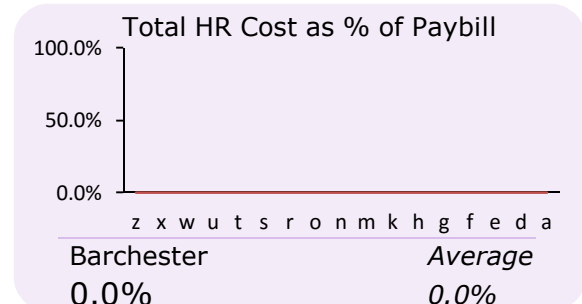 Total HR Cost as % of Paybill
100.0%
50.0%
0.0%
z x w u t s r o n m k h g f e d a
Barchester Average
0.0% 0.0%